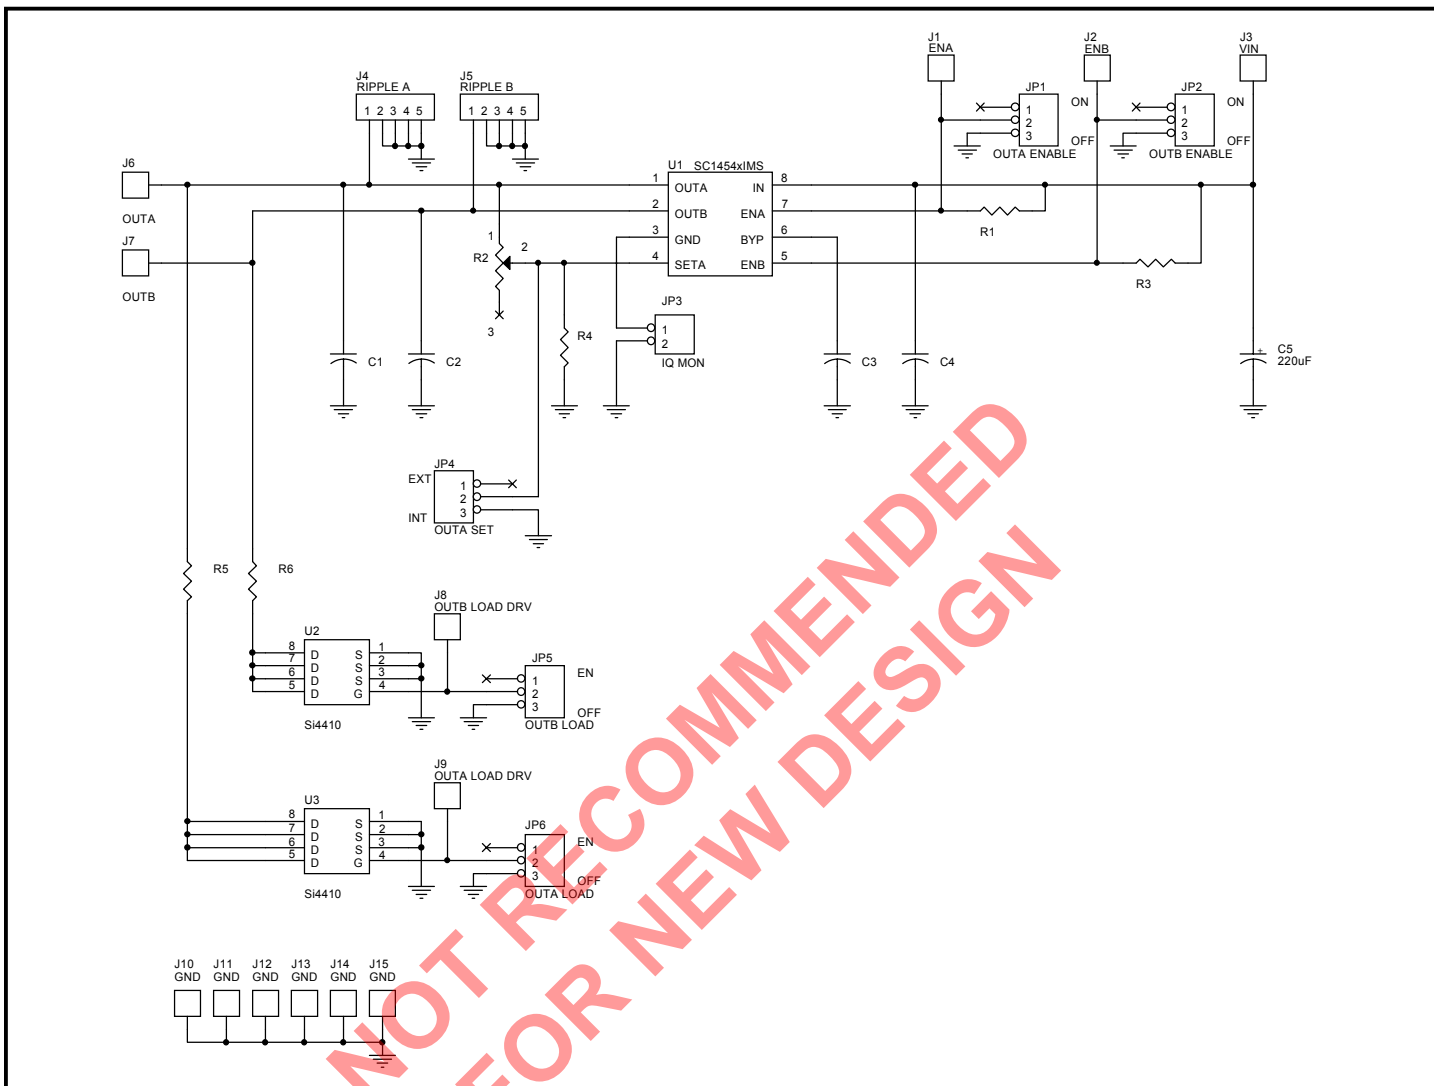 J1
ENA
J2
ENB
J3
VIN
J4
RIPPLE A
1 2 3 4 5
J5
RIPPLE B
1 2 3 4 5
JP1
1
2
3
ON
OFF
OUTA ENABLE
JP2
1
2
3
ON
OFF
OUTB ENABLE
J6
OUTA
J7
OUTB
U1 SC1454xIMS
1 OUTA IN 8
2 OUTB ENA 7
3 GND BYP 6
4 SETA ENB 5
R1
R3
1
R2
2
3
R4
JP3
1
2
IQ MON
C1
C2
C3
C4
C5
220uF
+
JP4
EXT
1
2
3
INT
OUTA SET
R5
R6
J8
OUTB LOAD DRV
U2
8 D S 1
7 D S 2
6 D S 3
5 D G 4
Si4410
JP5
1
2
3
EN
OFF
OUTB LOAD
J9
OUTA LOAD DRV
U3
8 D S 1
7 D S 2
6 D S 3
5 D G 4
Si4410
JP6
1
2
3
EN
OFF
OUTA LOAD
J10
GND
J11
GND
J12
GND
J13
GND
J14
GND
J15
GND
NOT RECOMMENDED
FOR NEW DESIGN